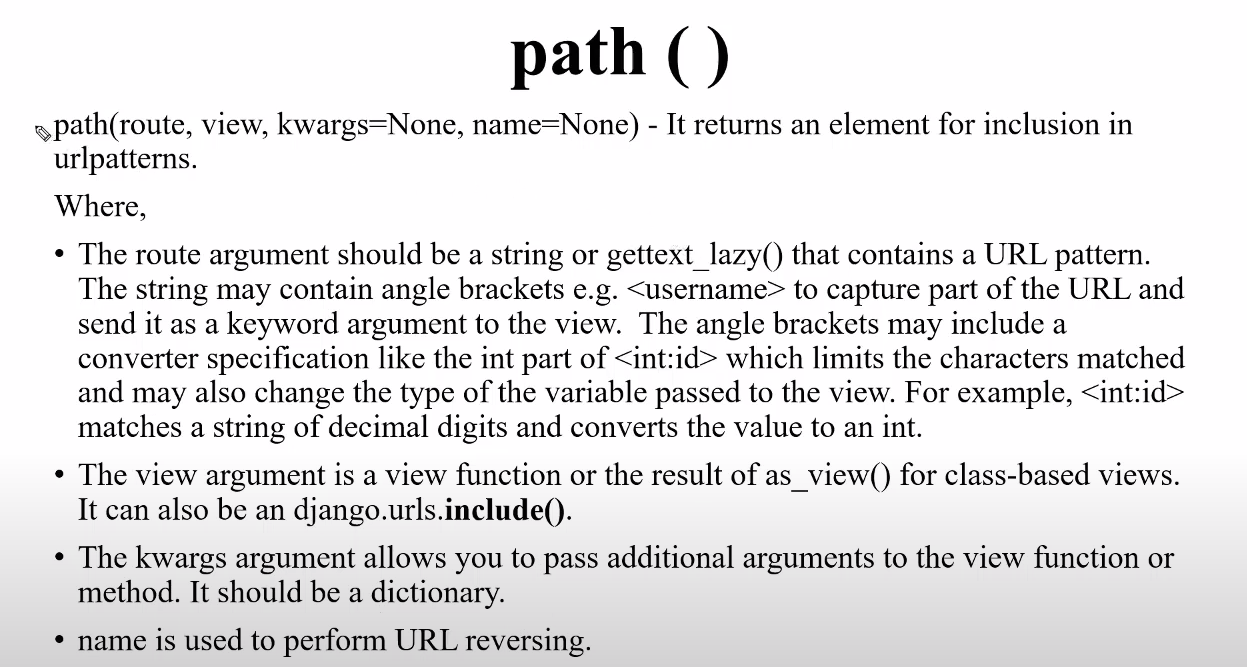 path ( )
path(route, view, kwargs=None, name=None) - It returns an element for inclusion in
urlpatterns.
Where,
• The route argument should be a string or gettext_lazy() that contains a URL pattern.
The string may contain angle brackets e.g. <username> to capture part of the URL and
send it as a keyword argument to the view.  The angle brackets may include a
converter specification like the int part of <int:id> which limits the characters matched
and may also change the type of the variable passed to the view. For example, <int:id>
matches a string of decimal digits and converts the value to an int.
• The view argument is a view function or the result of as_view() for class-based views.
It can also be an django.urls.include().
• The kwargs argument allows you to pass additional arguments to the view function or
method. It should be a dictionary.
• name is used to perform URL reversing.